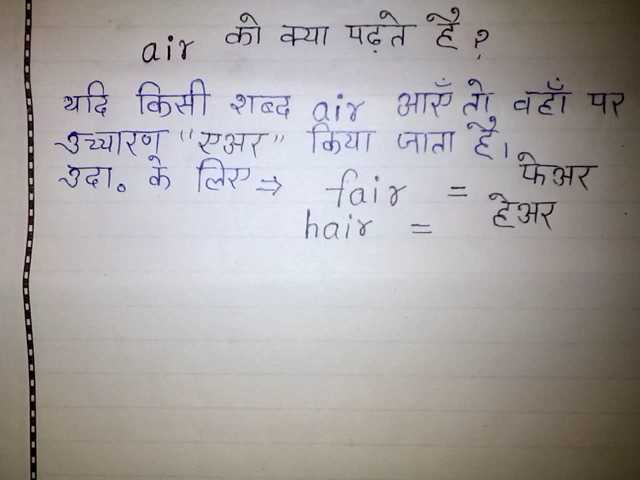 air को क्या पढ़ते है ?
यदि किसी शब्द air आएँ तो वहाँ पर
उच्चारण "एअर" किया जाता है।
उदा. के लिए ⇒ fair = फेअर
hair = हेअर